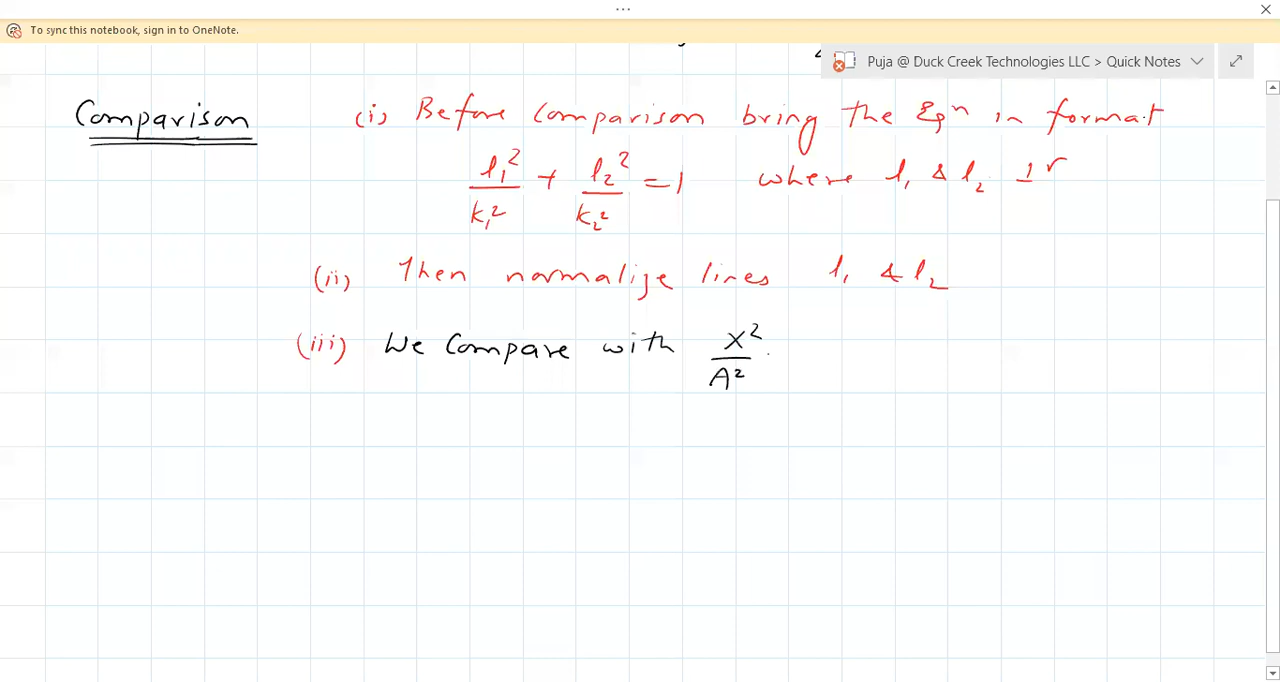 ...
To sync this notebook, sign in to OneNote.
Puja @ Duck Creek Technologies LLC > Quick Notes
Comparison (i) Before Comparison bring the Eqⁿ in format
l₁²/k₁² + l₂²/k₂² = 1 where l₁ & l₂ ⊥r
(ii) Then normalize lines l₁ & l₂
(iii) We Compare with X²/A²